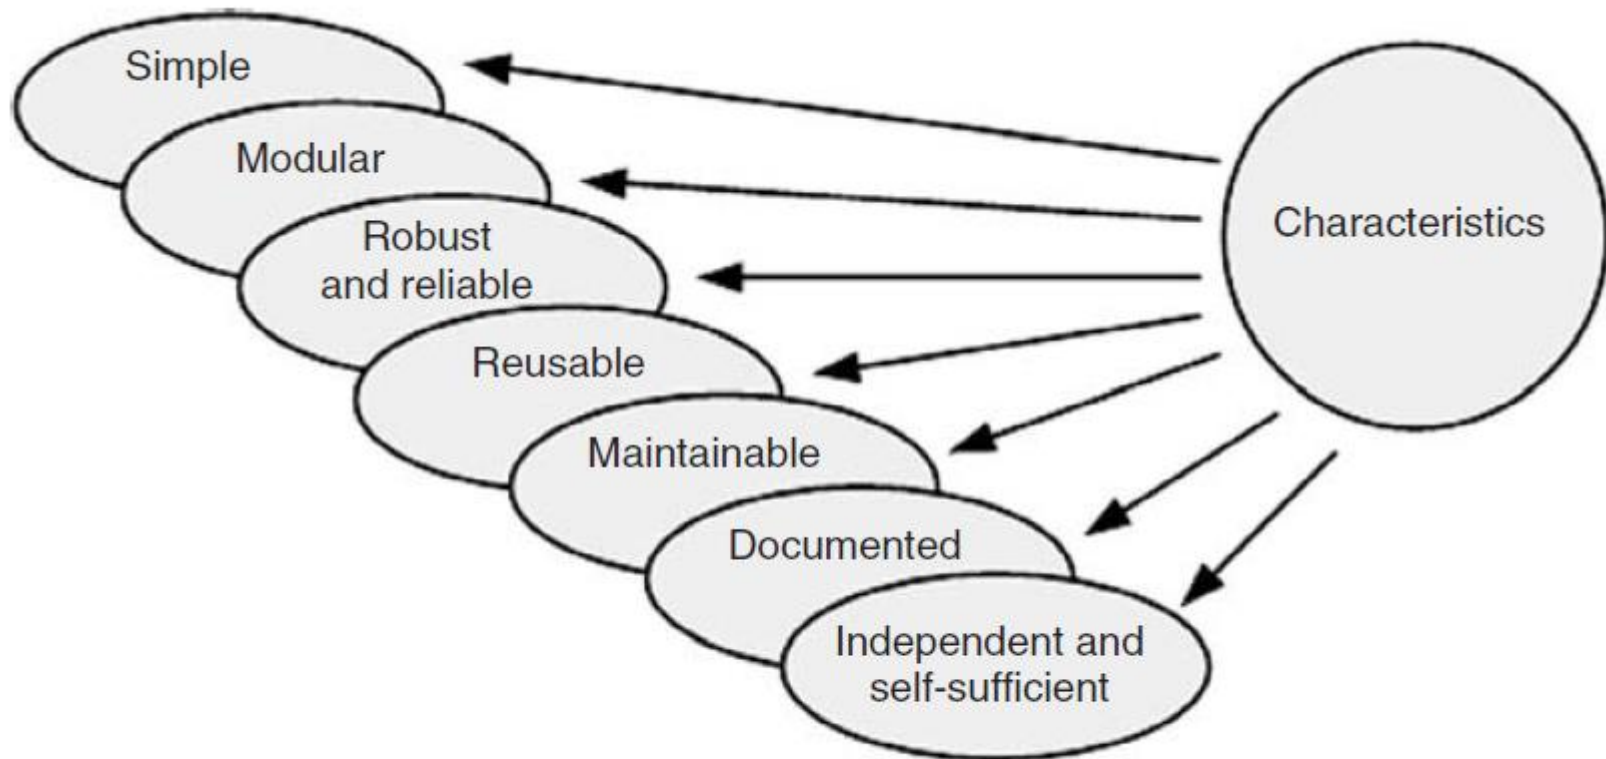 Simple
Modular
Robust
and reliable
Reusable
Maintainable
Documented
Independent and
self-sufficient
Characteristics